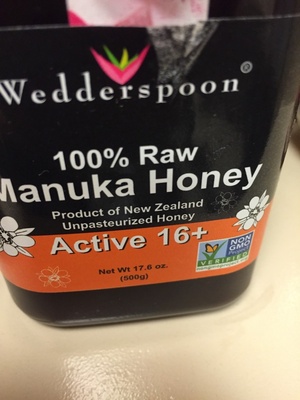 Wedderspoon®
100% Raw
Manuka Honey
Product of New Zealand
Unpasteurized Honey
Active 16+
Net Wt 17.6 oz.
(500g)
NON
GMO
VERIFIED